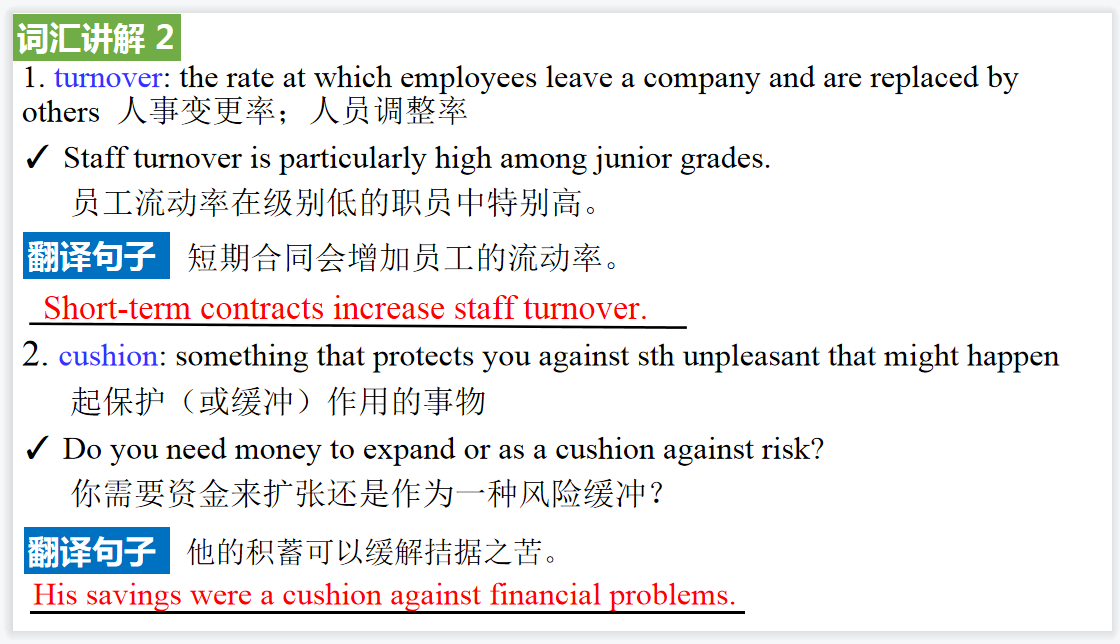 词汇讲解 2
1. turnover: the rate at which employees leave a company and are replaced by
others 人事变更率；人员调整率
✓ Staff turnover is particularly high among junior grades.
员工流动率在级别低的职员中特别高。
翻译句子 短期合同会增加员工的流动率。
Short-term contracts increase staff turnover.
2. cushion: something that protects you against sth unpleasant that might happen
起保护（或缓冲）作用的事物
✓ Do you need money to expand or as a cushion against risk?
你需要资金来扩张还是作为一种风险缓冲？
翻译句子 他的积蓄可以缓解拮据之苦。
His savings were a cushion against financial problems.